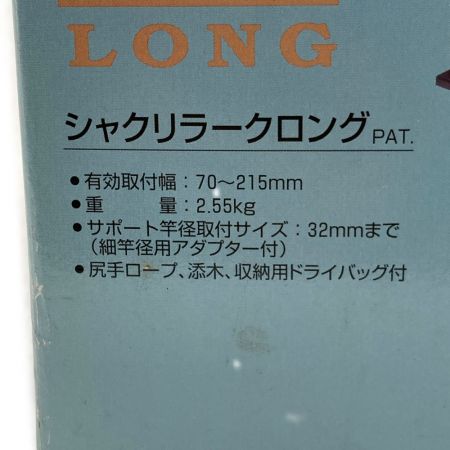 LONG
シャクリラークロング PAT.
●有効取付幅：70～215mm
●重　　量：2.55kg
●サポート竿径取付サイズ：32mmまで
（細竿径用アダプター付）
●尻手ロープ、添木、収納用ドライバッグ付